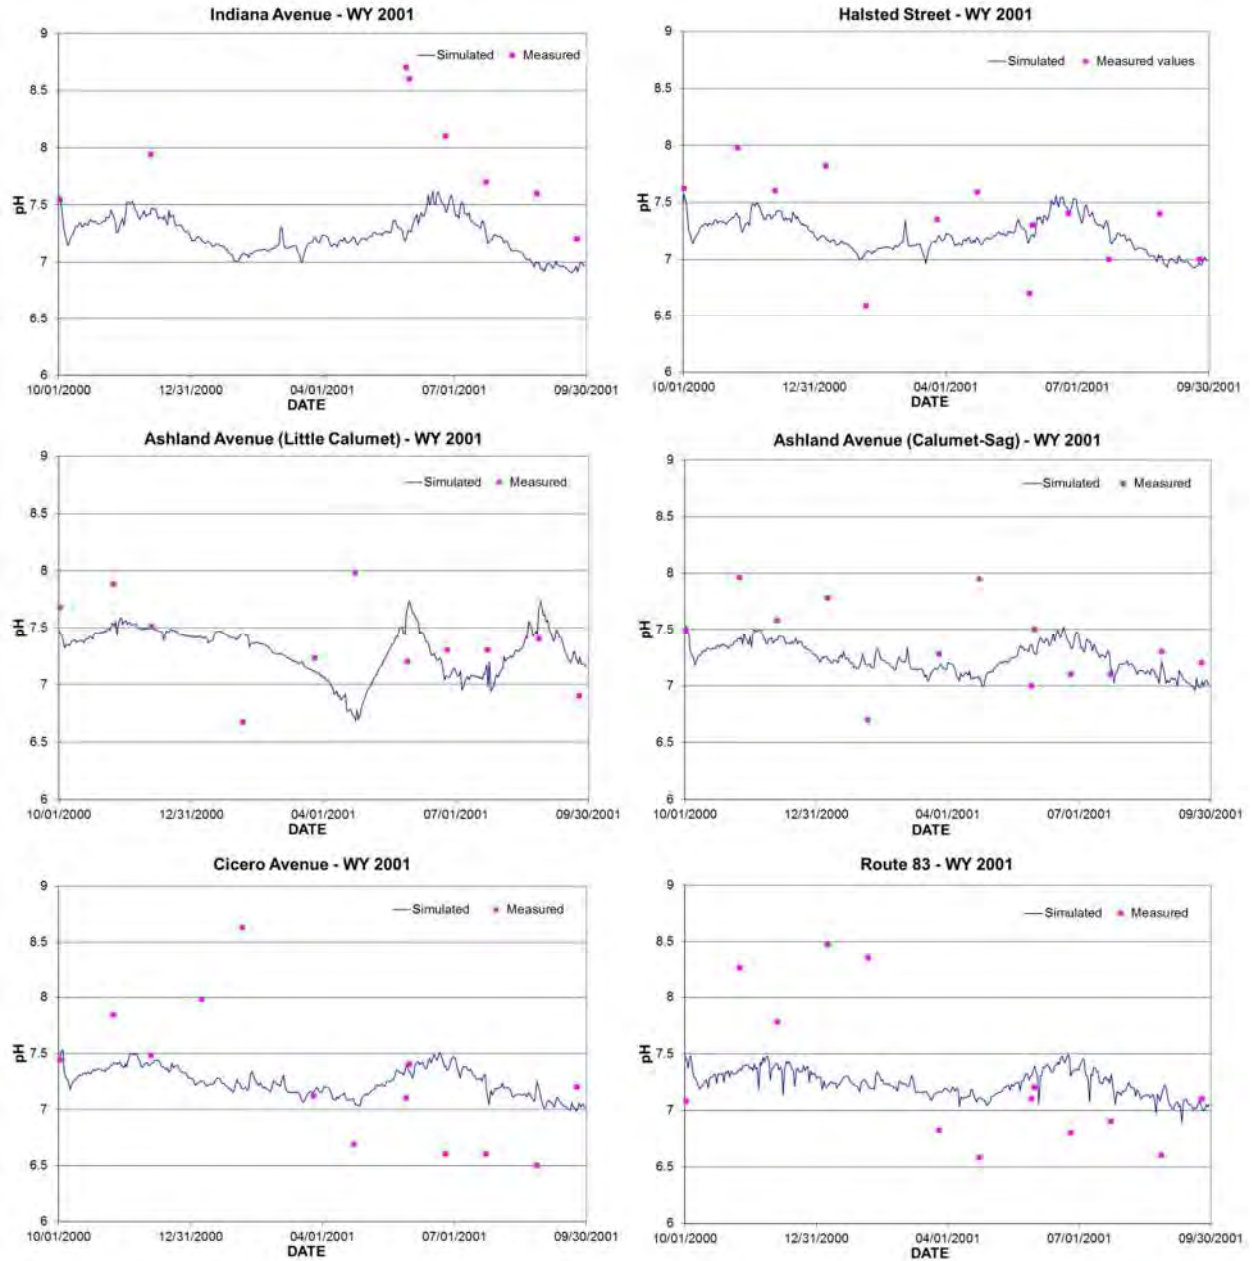 Indiana Avenue - WY 2001
9
8.5
8
7.5
7
6.5
6
pH
Simulated Measured
10/01/2000 12/31/2000 04/01/2001 07/01/2001 09/30/2001
DATE
Halsted Street - WY 2001
9
8.5
8
7.5
7
6.5
6
pH
Simulated Measured values
10/01/2000 12/31/2000 04/01/2001 07/01/2001 09/30/2001
DATE
Ashland Avenue (Little Calumet) - WY 2001
9
8.5
8
7.5
7
6.5
6
pH
Simulated Measured
10/01/2000 12/31/2000 04/01/2001 07/01/2001 09/30/2001
DATE
Ashland Avenue (Calumet-Sag) - WY 2001
9
8.5
8
7.5
7
6.5
6
pH
Simulated Measured
10/01/2000 12/31/2000 04/01/2001 07/01/2001 09/30/2001
DATE
Cicero Avenue - WY 2001
9
8.5
8
7.5
7
6.5
6
pH
Simulated Measured
10/01/2000 12/31/2000 04/01/2001 07/01/2001 09/30/2001
DATE
Route 83 - WY 2001
9
8.5
8
7.5
7
6.5
6
pH
Simulated Measured
10/01/2000 12/31/2000 04/01/2001 07/01/2001 09/30/2001
DATE